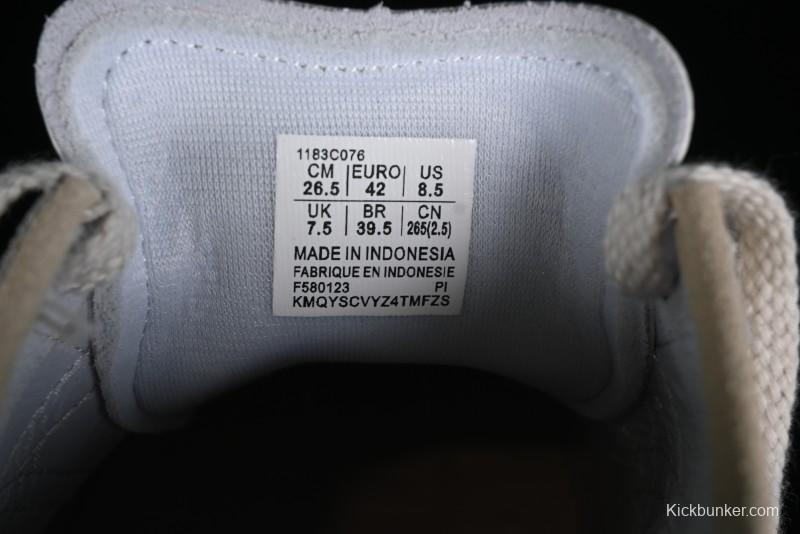 1183C076
CM EURO US
26.5 42 8.5
UK BR CN
7.5 39.5 265(2.5)
MADE IN INDONESIA
FABRIQUE EN INDONESIE
F580123 PI
KMQYSCVYZ4TMFZS
Kickbunker.com